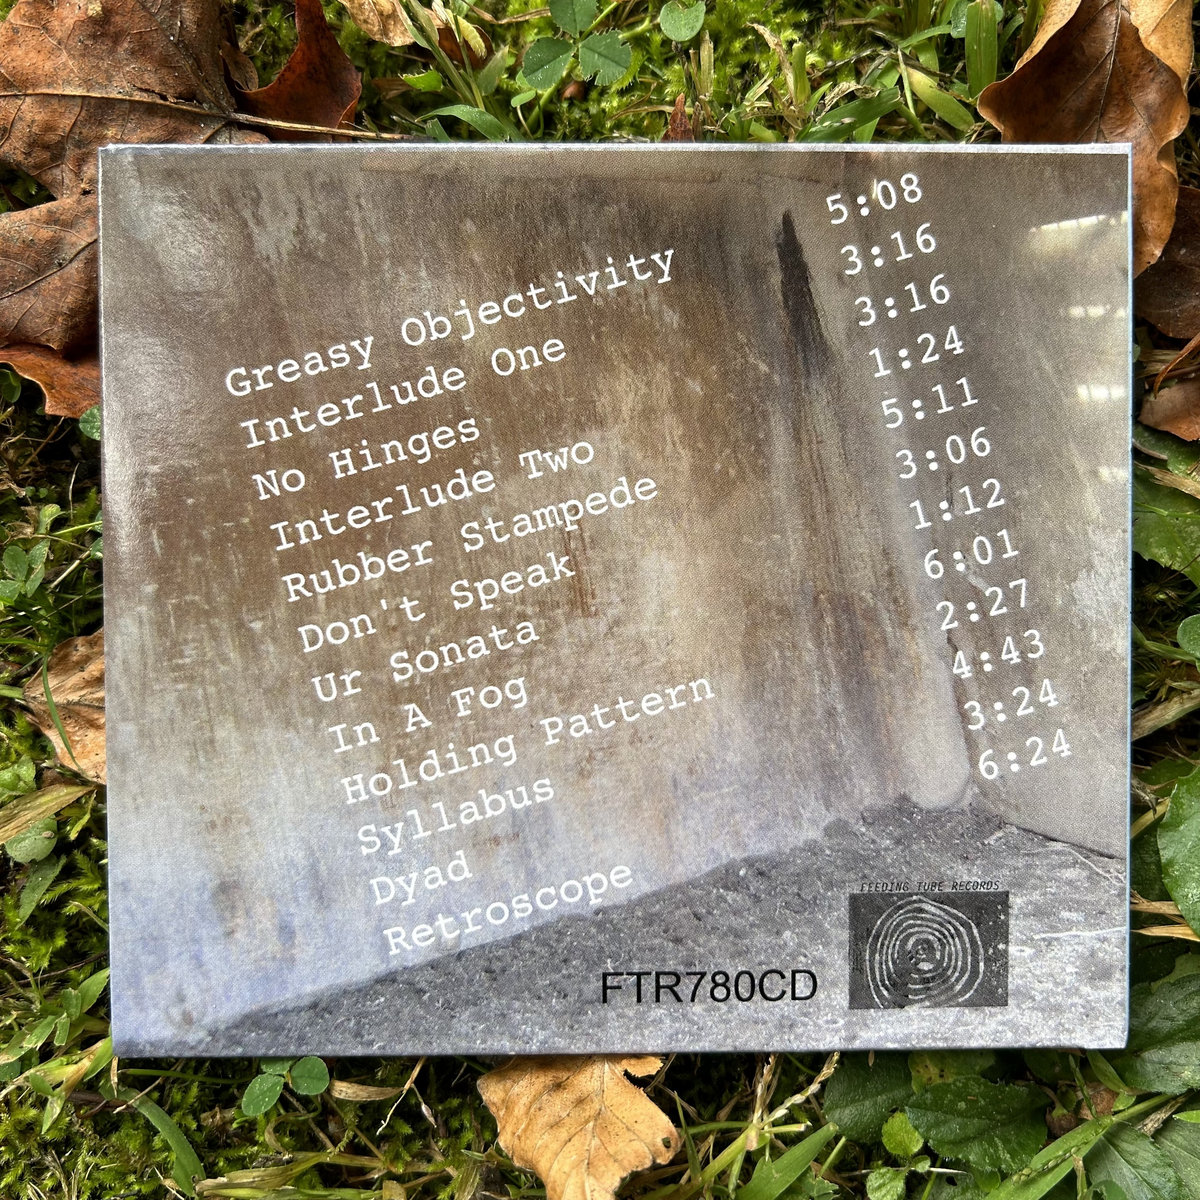 Greasy Objectivity 5:08
Interlude One 3:16
No Hinges 3:16
Interlude Two 1:24
Rubber Stampede 5:11
Don't Speak 3:06
Ur Sonata 1:12
In A Fog 6:01
Holding Pattern 2:27
Syllabus 4:43
Dyad 3:24
Retroscope 6:24
FEEDING TUBE RECORDS
FTR780CD